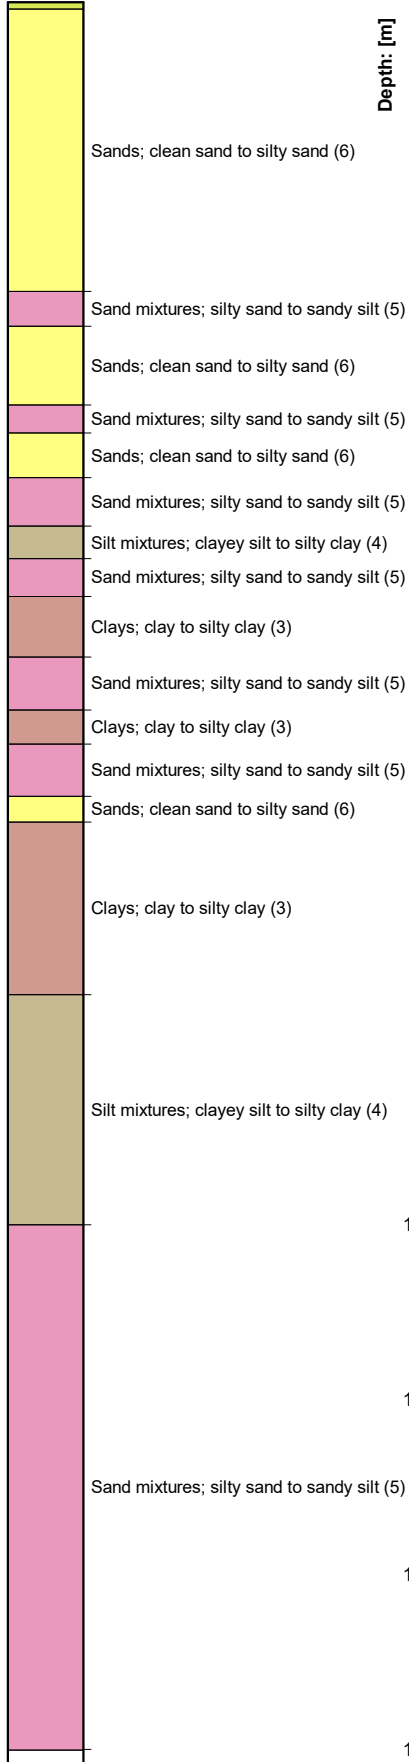 Depth: [m]
Sands; clean sand to silty sand (6)
Sand mixtures; silty sand to sandy silt (5)
Sands; clean sand to silty sand (6)
Sand mixtures; silty sand to sandy silt (5)
Sands; clean sand to silty sand (6)
Sand mixtures; silty sand to sandy silt (5)
Silt mixtures; clayey silt to silty clay (4)
Sand mixtures; silty sand to sandy silt (5)
Clays; clay to silty clay (3)
Sand mixtures; silty sand to sandy silt (5)
Clays; clay to silty clay (3)
Sand mixtures; silty sand to sandy silt (5)
Sands; clean sand to silty sand (6)
Clays; clay to silty clay (3)
Silt mixtures; clayey silt to silty clay (4)
Sand mixtures; silty sand to sandy silt (5)